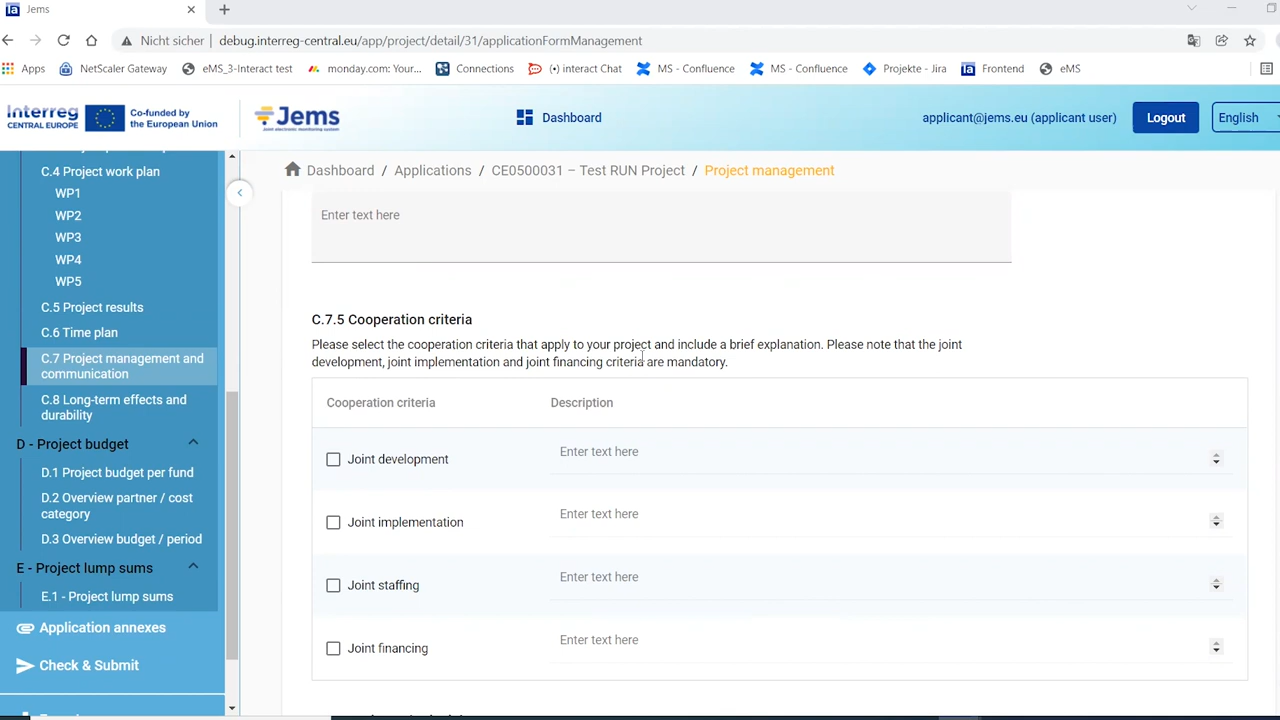 Jems
Nicht sicher debug.interreg-central.eu/app/project/detail/31/applicationFormManagement
Apps NetScaler Gateway eMS_3-Interact test monday.com: Your... Connections (•) interact Chat MS - Confluence MS - Confluence Projekte - Jira Frontend eMS
Interreg
CENTRAL EUROPE
Co-funded by
the European Union
Jems
Joint electronic monitoring system
Dashboard
applicant@jems.eu (applicant user)
Logout
English
C.4 Project work plan
WP1
WP2
WP3
WP4
WP5
C.5 Project results
C.6 Time plan
C.7 Project management and
communication
C.8 Long-term effects and
durability
D - Project budget
D.1 Project budget per fund
D.2 Overview partner / cost
category
D.3 Overview budget / period
E - Project lump sums
E.1 - Project lump sums
Application annexes
Check & Submit
Dashboard / Applications / CE0500031 – Test RUN Project / Project management
Enter text here
C.7.5 Cooperation criteria
Please select the cooperation criteria that apply to your project and include a brief explanation. Please note that the joint
development, joint implementation and joint financing criteria are mandatory.
Cooperation criteria Description
Joint development Enter text here
Joint implementation Enter text here
Joint staffing Enter text here
Joint financing Enter text here